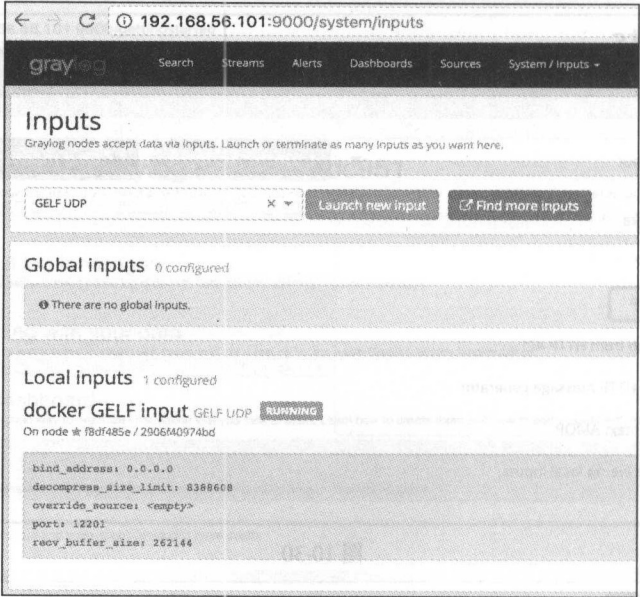 192.168.56.101:9000/system/inputs
graylog Search Streams Alerts Dashboards Sources System / Inputs
Inputs
Graylog nodes accept data via inputs. Launch or terminate as many inputs as you want here.
GELF UDP Launch new input Find more inputs
Global inputs 0 configured
There are no global inputs.
Local inputs 1 configured
docker GELF input GELF UDP RUNNING
On node ★ f8df485e / 2906f40974bd
bind_address: 0.0.0.0
decompress_size_limit: 8388608
override_source: <empty>
port: 12201
recv_buffer_size: 262144